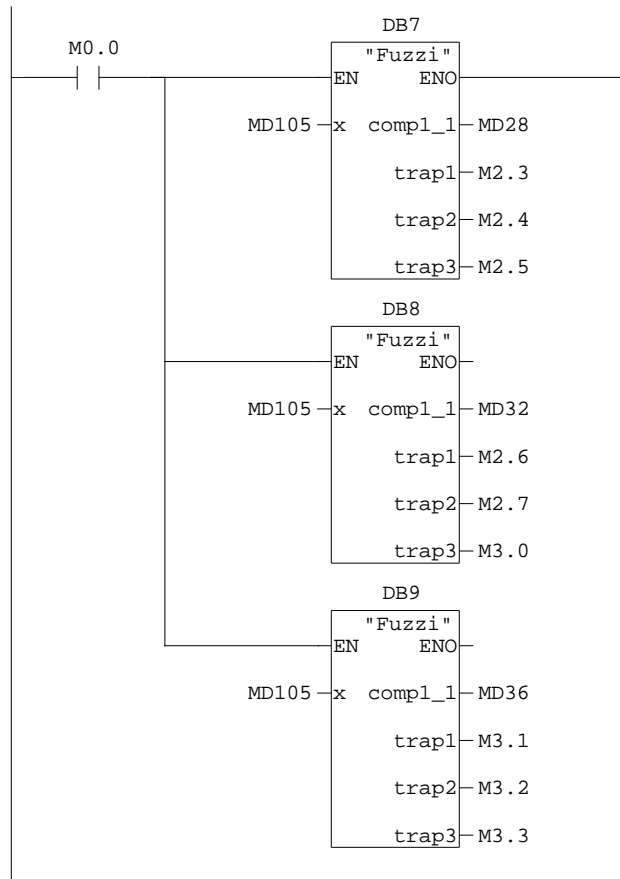 DB7
M0.0
"Fuzzi"
EN ENO
MD105 x comp1_1 MD28
trap1 M2.3
trap2 M2.4
trap3 M2.5
DB8
"Fuzzi"
EN ENO
MD105 x comp1_1 MD32
trap1 M2.6
trap2 M2.7
trap3 M3.0
DB9
"Fuzzi"
EN ENO
MD105 x comp1_1 MD36
trap1 M3.1
trap2 M3.2
trap3 M3.3